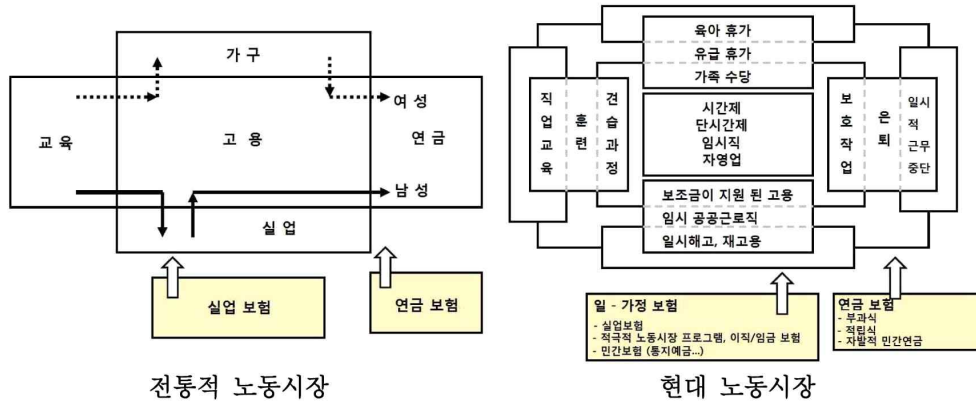 가 구
여 성
교 육
고 용
연 금
남 성
실 업
실업 보험
연금 보험
전통적 노동시장
육아 휴가
유급 휴가
가족 수당
직업교육
훈련
견습과정
시간제
단시간제
임시직
자영업
보호작업
은퇴
일시적 근무중단
보조금이 지원 된 고용
임시 공공근로직
일시해고, 재고용
일 - 가정 보험
- 실업보험
- 적극적 노동시장 프로그램, 이직/임금 보험
- 민간보험 (통지예금...)
연금 보험
- 부과식
- 적립식
- 자발적 민간연금
현대 노동시장